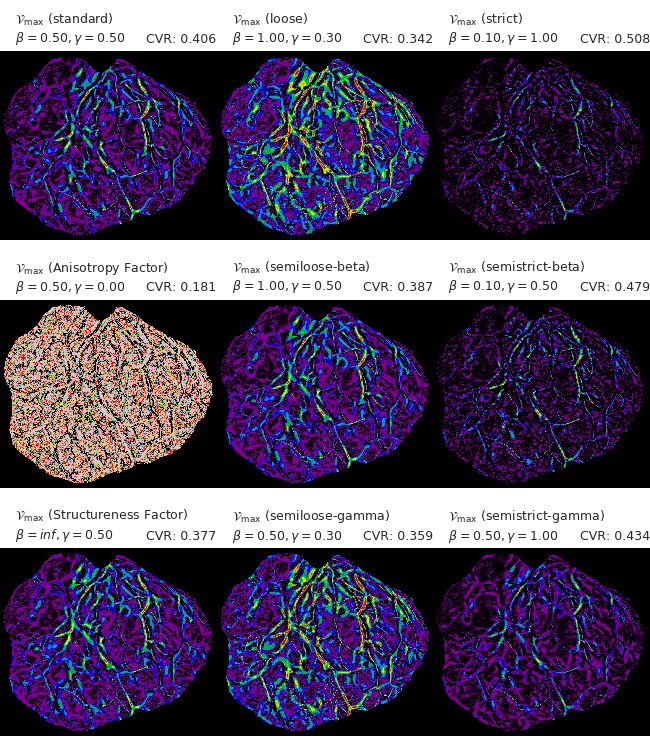 𝒱max (standard)
β = 0.50, γ = 0.50 CVR: 0.406
𝒱max (loose)
β = 1.00, γ = 0.30 CVR: 0.342
𝒱max (strict)
β = 0.10, γ = 1.00 CVR: 0.508
𝒱max (Anisotropy Factor)
β = 0.50, γ = 0.00 CVR: 0.181
𝒱max (semiloose-beta)
β = 1.00, γ = 0.50 CVR: 0.387
𝒱max (semistrict-beta)
β = 0.10, γ = 0.50 CVR: 0.479
𝒱max (Structureness Factor)
β = inf, γ = 0.50 CVR: 0.377
𝒱max (semiloose-gamma)
β = 0.50, γ = 0.30 CVR: 0.359
𝒱max (semistrict-gamma)
β = 0.50, γ = 1.00 CVR: 0.434